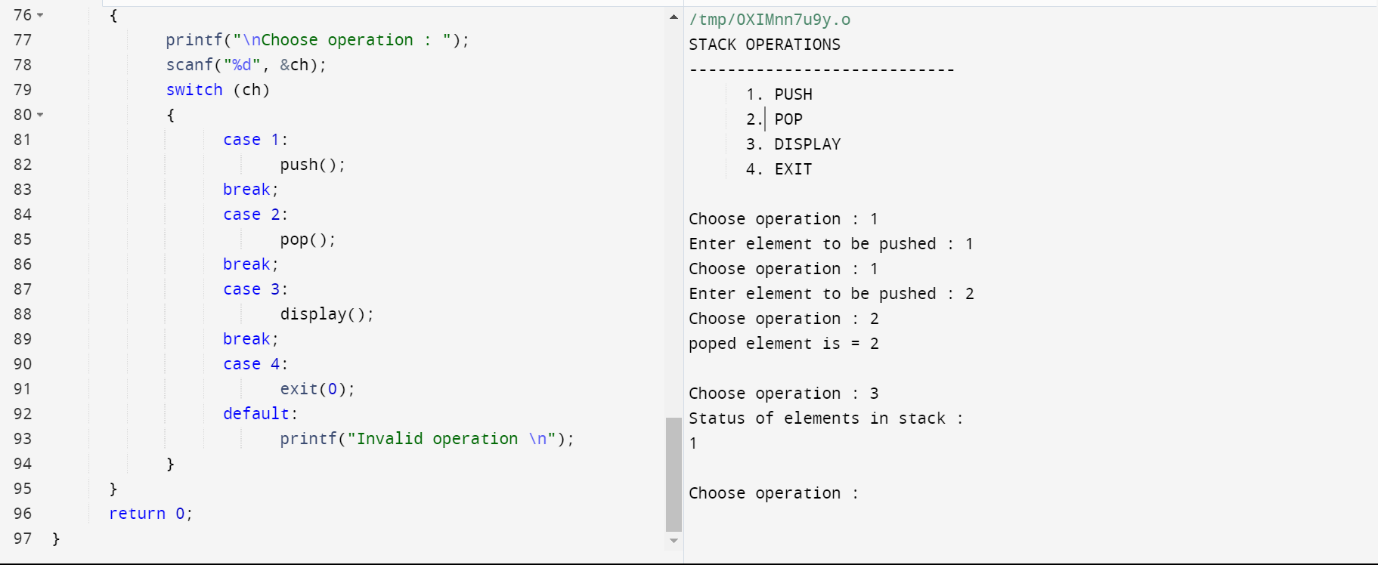 76 {
77 printf("\nChoose operation : ");
78 scanf("%d", &ch);
79 switch (ch)
80 {
81 case 1:
82 push();
83 break;
84 case 2:
85 pop();
86 break;
87 case 3:
88 display();
89 break;
90 case 4:
91 exit(0);
92 default:
93 printf("Invalid operation \n");
94 }
95 }
96 return 0;
97 }
/tmp/OXIMnn7u9y.o
STACK OPERATIONS
----------------------------
1. PUSH
2. POP
3. DISPLAY
4. EXIT
Choose operation : 1
Enter element to be pushed : 1
Choose operation : 1
Enter element to be pushed : 2
Choose operation : 2
poped element is = 2
Choose operation : 3
Status of elements in stack :
1
Choose operation :